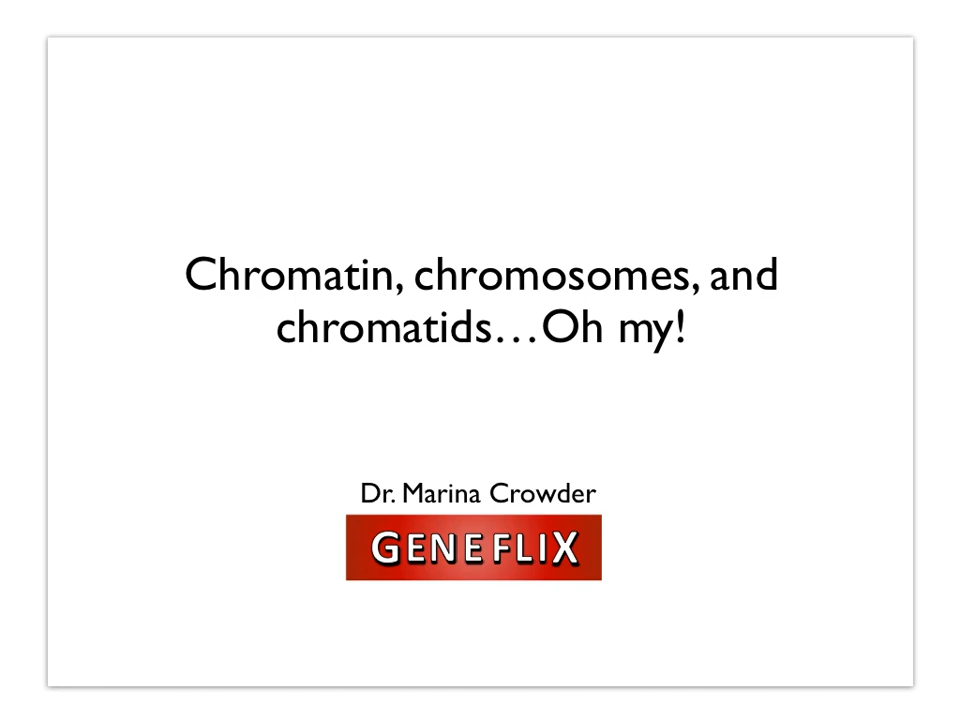 Chromatin, chromosomes, and
chromatids…Oh my!
Dr. Marina Crowder
GENEFLIX